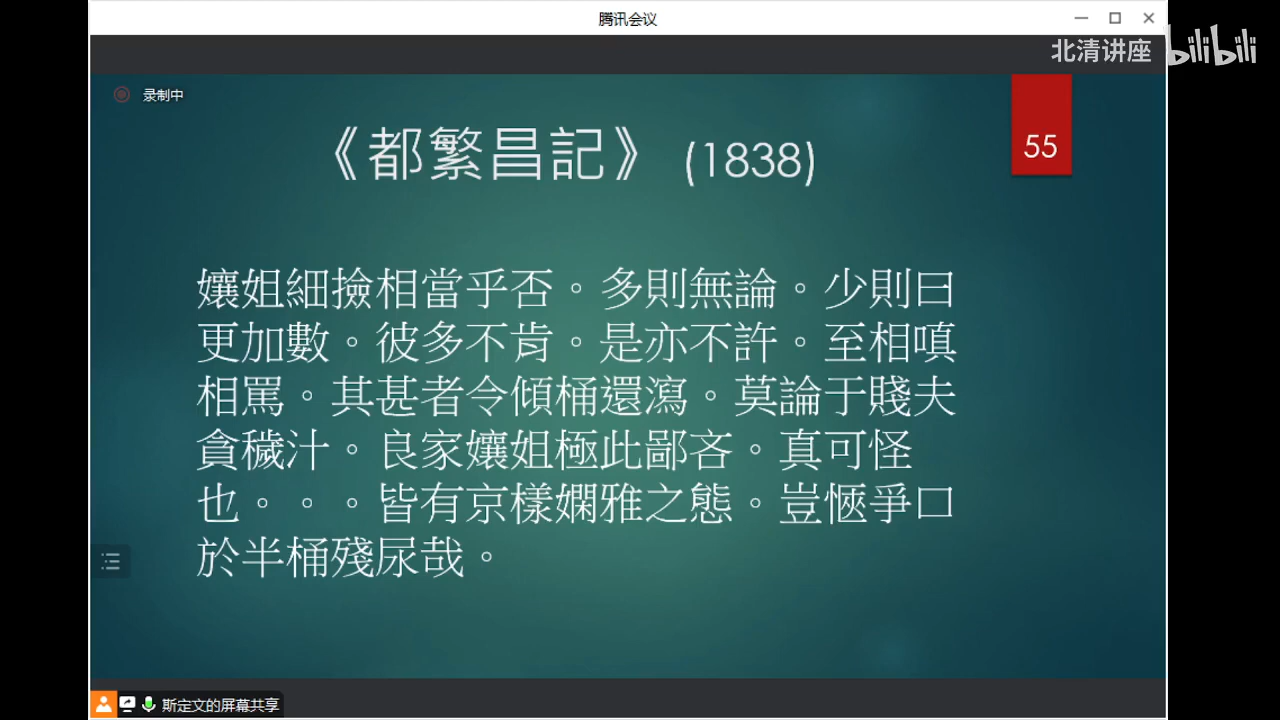 腾讯会议
北清讲座 bilibili
录制中
《都繁昌記》 (1838)
55
孃姐細撿相當乎否。多則無論。少則曰
更加數。彼多不肯。是亦不許。至相嗔
相罵。其甚者令傾桶還瀉。莫論于賤夫
貪穢汁。良家孃姐極此鄙吝。真可怪
也。。。皆有京樣嫻雅之態。豈愜爭口
於半桶殘尿哉。
斯定文的屏幕共享